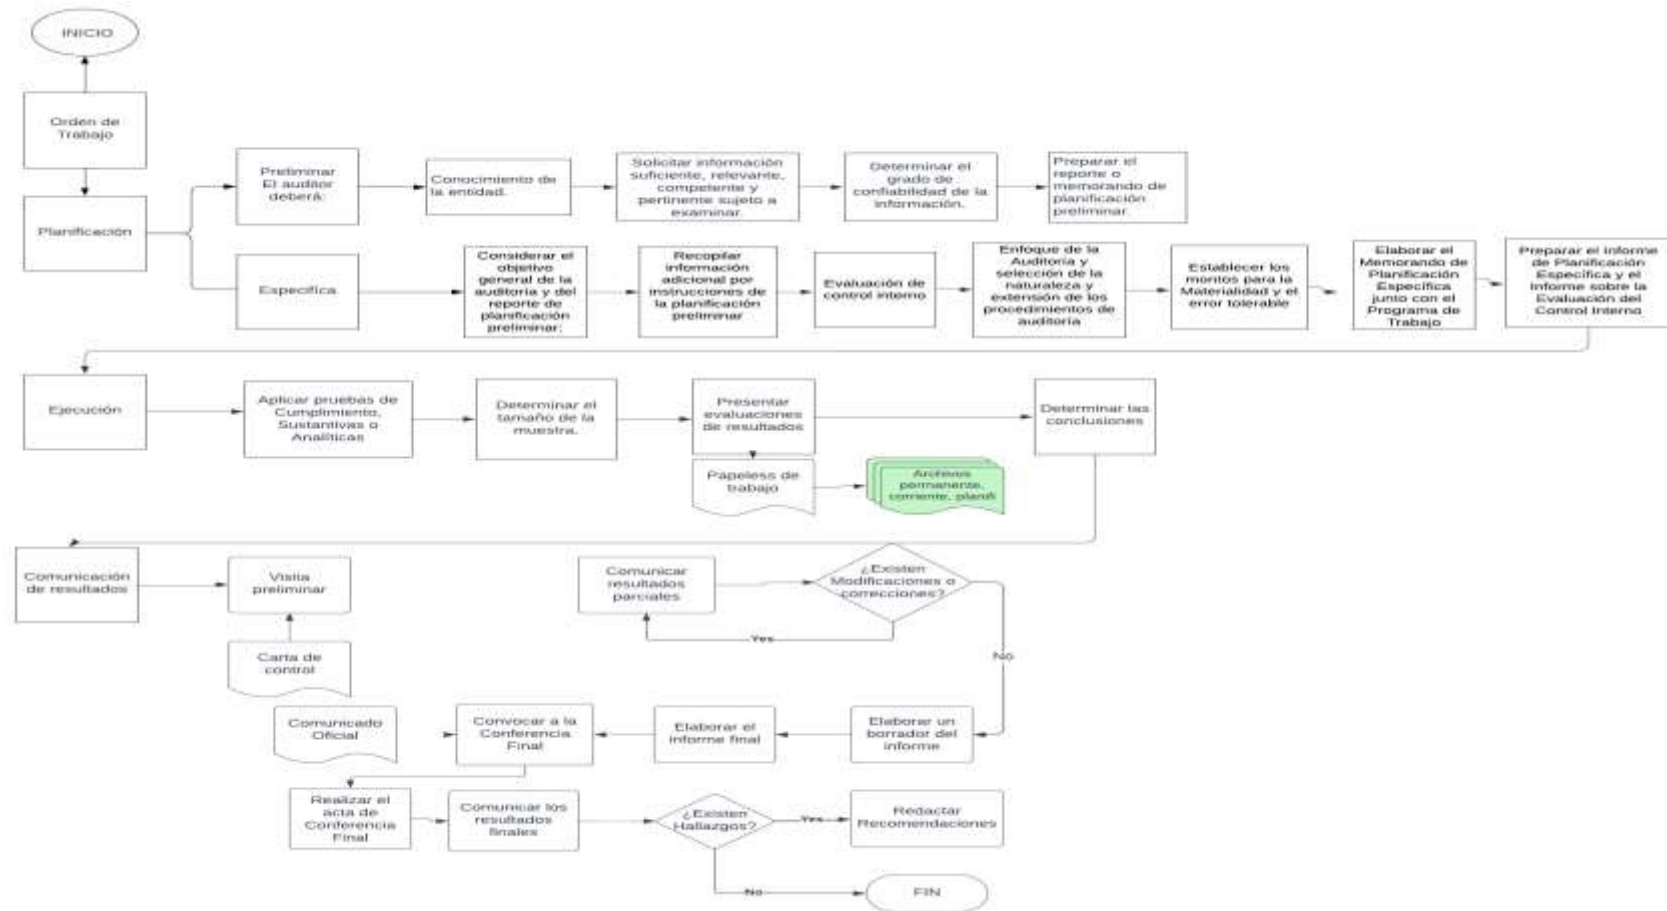 INICIO
Orden de
Trabajo
Planificación
Preliminar
El auditor
deberá:
Conocimiento de
la entidad.
Solicitar información
suficiente, relevante,
competente y
pertinente sujeto a
examinar.
Determinar el
grado de
confiabilidad de la
información.
Preparar el
reporte o
memorando de
planificación
preliminar.
Especifica
Considerar el
objetivo
general de la
auditoría y del
reporte de
planificación
preliminar;
Recopilar
información
adicional por
instrucciones de
la planificación
preliminar
Evaluación de
control interno
Enfoque de la
Auditoría y
selección de la
naturaleza y
extensión de los
procedimientos de
auditoría
Establecer los
montos para la
Materialidad y el
error tolerable
Elaborar el
Memorando de
Planificación
Específica
junto con el
Programa de
Trabajo
Preparar el informe
de Planificación
Específica y el
Informe sobre la
Evaluación del
Control Interno
Ejecución
Aplicar pruebas de
Cumplimiento,
Sustantivas o
Analíticas
Determinar el
tamaño de la
muestra.
Presentar
evaluaciones
de resultados
Determinar las
conclusiones
Papeless de
trabajo
Archivos
permanente,
corriente, planifi
Comunicación
de resultados
Visita
preliminar
Carta de
control
Comunicar
resultados
parciales
¿Existen
Modificaciones o
correcciones?
Yes
No
Comunicado
Oficial
Convocar a la
Conferencia
Final
Elaborar el
informe final
Elaborar un
borrador del
informe
Realizar el
acta de
Conferencia
Final
Comunicar los
resultados
finales
¿Existen
Hallazgos?
Yes
Redactar
Recomendaciones
No
FIN